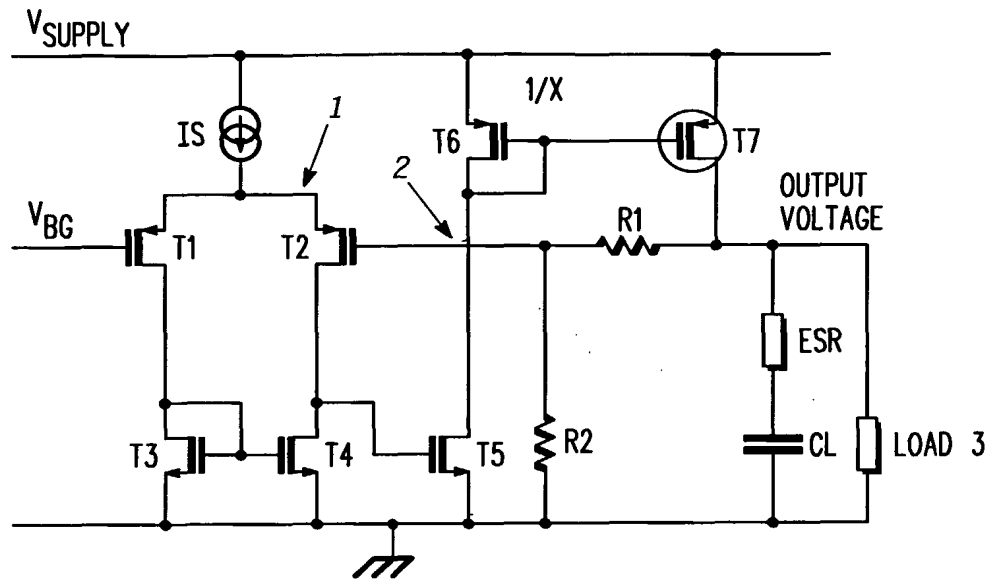 VSUPPLY
1/X
1
IS
T6
T7
2
OUTPUT
VOLTAGE
VBG
R1
T1
T2
ESR
T3
T4
T5
R2
CL
LOAD 3